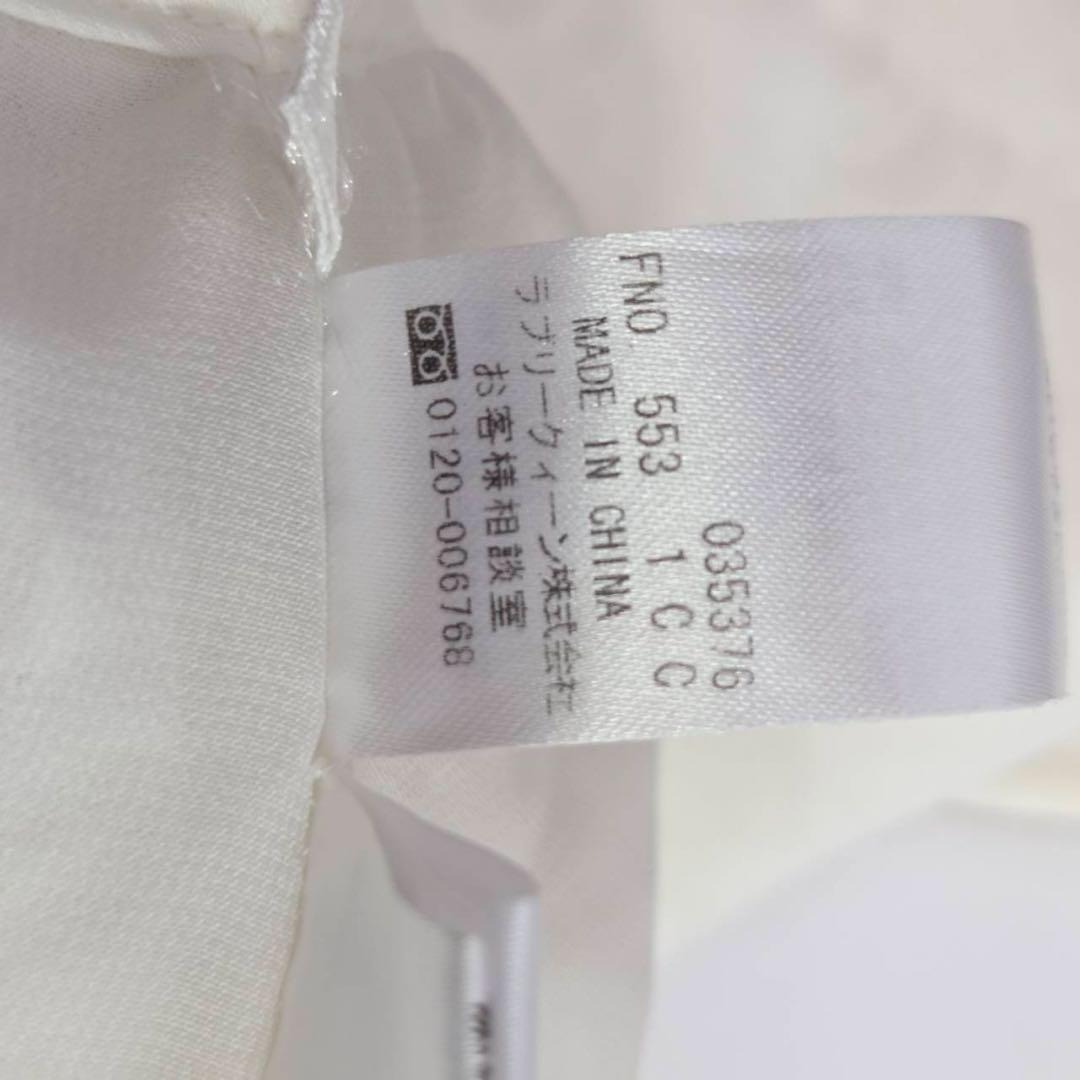 035376
FNO. 553 1 C C
MADE IN CHINA
ラブリークィーン株式会社
お客様相談室
0120-006768